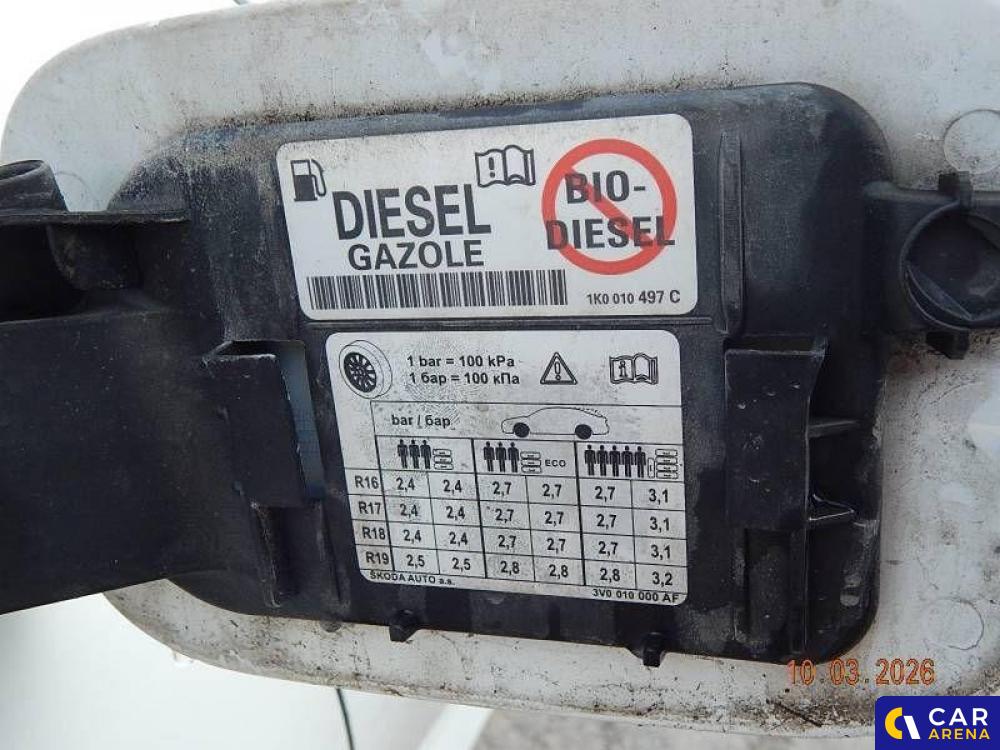 DIESEL
GAZOLE
BIO-
DIESEL
1K0 010 497 C
1 bar = 100 kPa
1 бар = 100 кПа
bar / бар
ECO
R16 2,4 2,4 2,7 2,7 2,7 3,1
R17 2,4 2,4 2,7 2,7 2,7 3,1
R18 2,4 2,4 2,7 2,7 2,7 3,1
R19 2,5 2,5 2,8 2,8 2,8 3,2
ŠKODA AUTO a.s. 3V0 010 000 AF
10 03 2026
CAR
ARENA